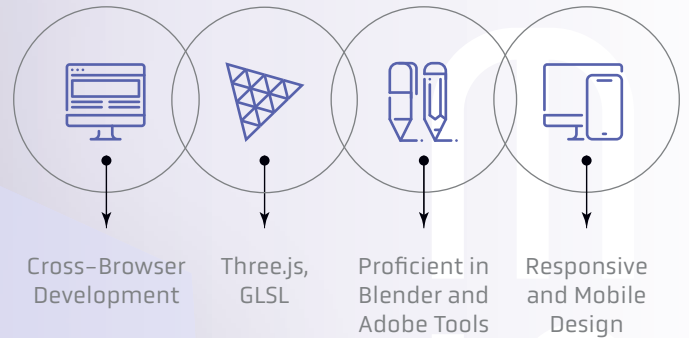 Cross-Browser
Development
Three.js,
GLSL
Proficient in
Blender and
Adobe Tools
Responsive
and Mobile
Design